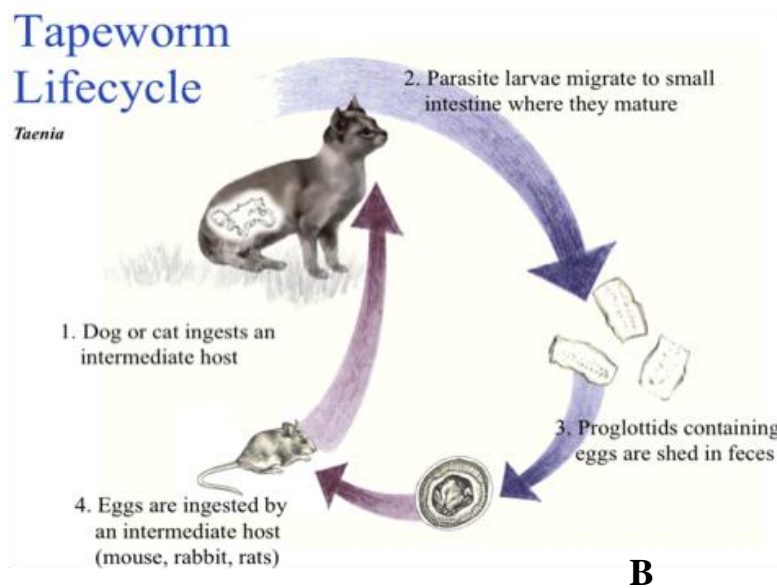 Tapeworm
Lifecycle
Taenia
2. Parasite larvae migrate to small
intestine where they mature
1. Dog or cat ingests an
intermediate host
3. Proglottids containing
eggs are shed in feces
4. Eggs are ingested by
an intermediate host
(mouse, rabbit, rats)
B